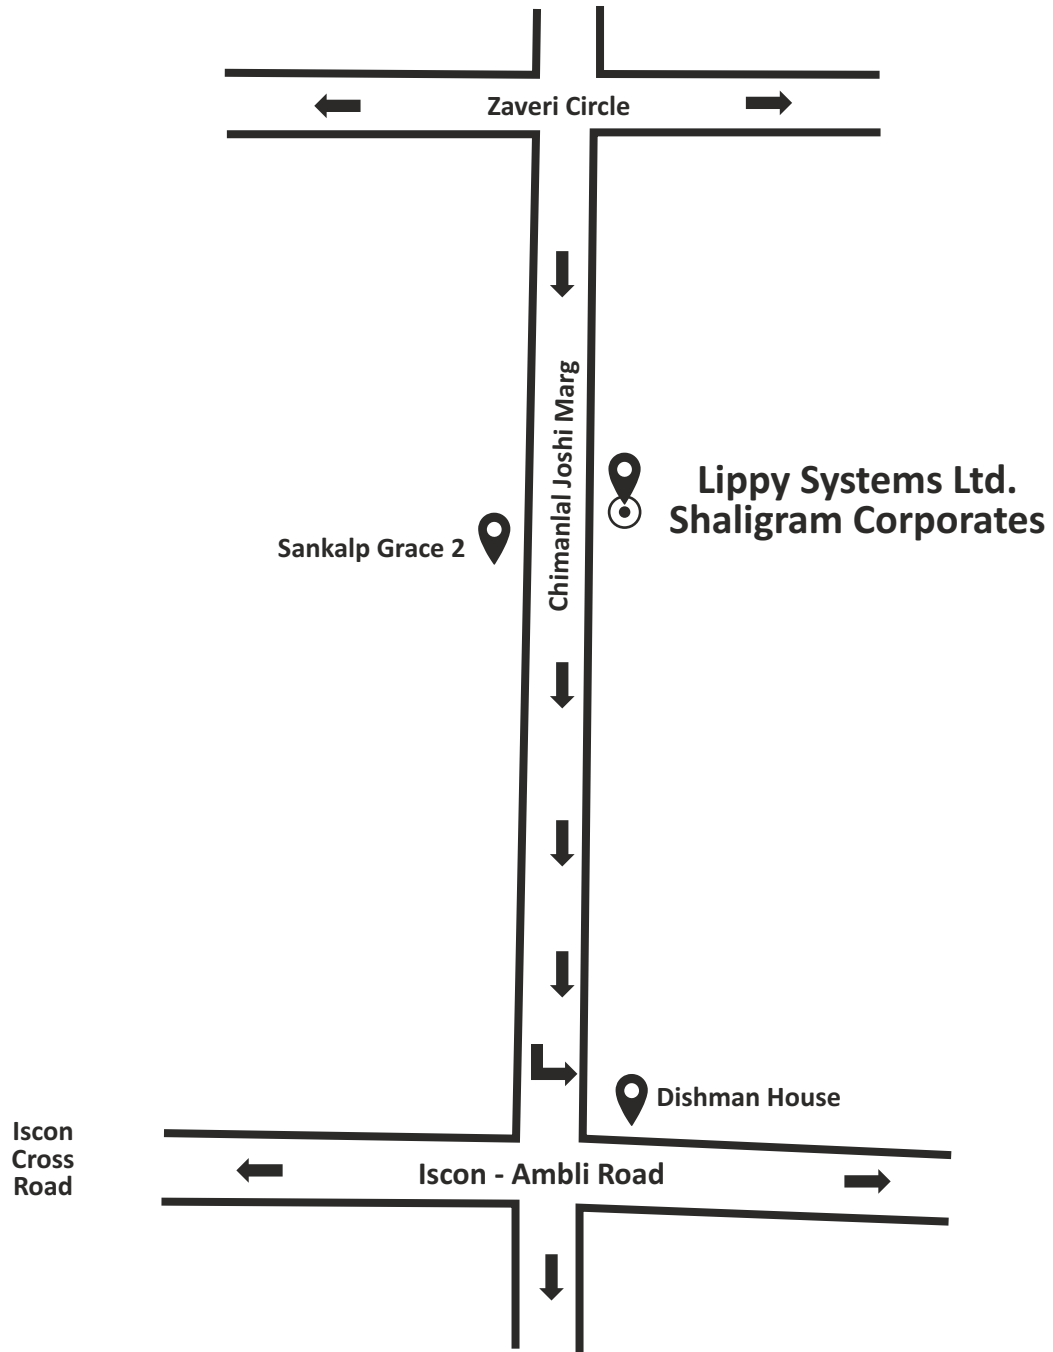 Zaveri Circle
Chimanlal Joshi Marg
Lippy Systems Ltd.
Shaligram Corporates
Sankalp Grace 2
Dishman House
Iscon
Cross
Road
Iscon - Ambli Road